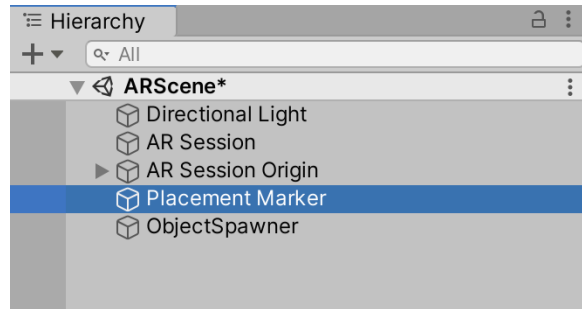 Hierarchy
All
ARScene*
Directional Light
AR Session
AR Session Origin
Placement Marker
ObjectSpawner